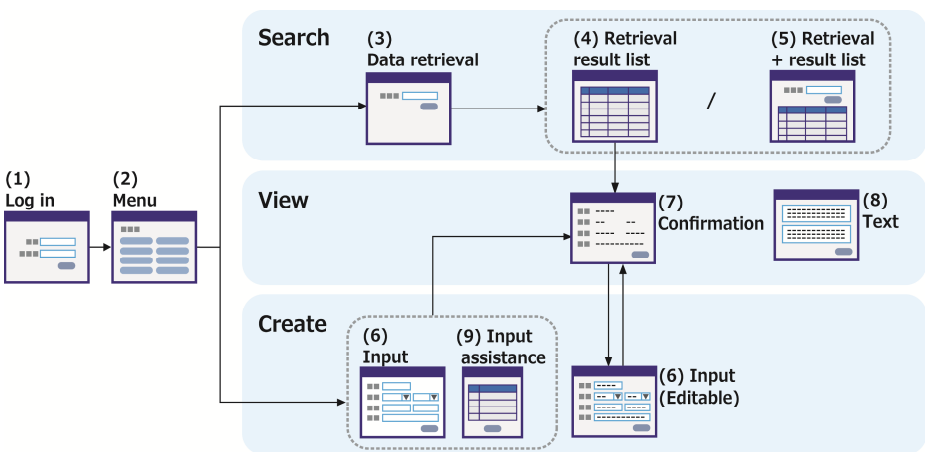 Search
(3)
Data retrieval
(4) Retrieval
result list
/
(5) Retrieval
+ result list
(1)
Log in
(2)
Menu
View
(7)
Confirmation
(8)
Text
Create
(6)
Input
(9) Input
assistance
(6) Input
(Editable)